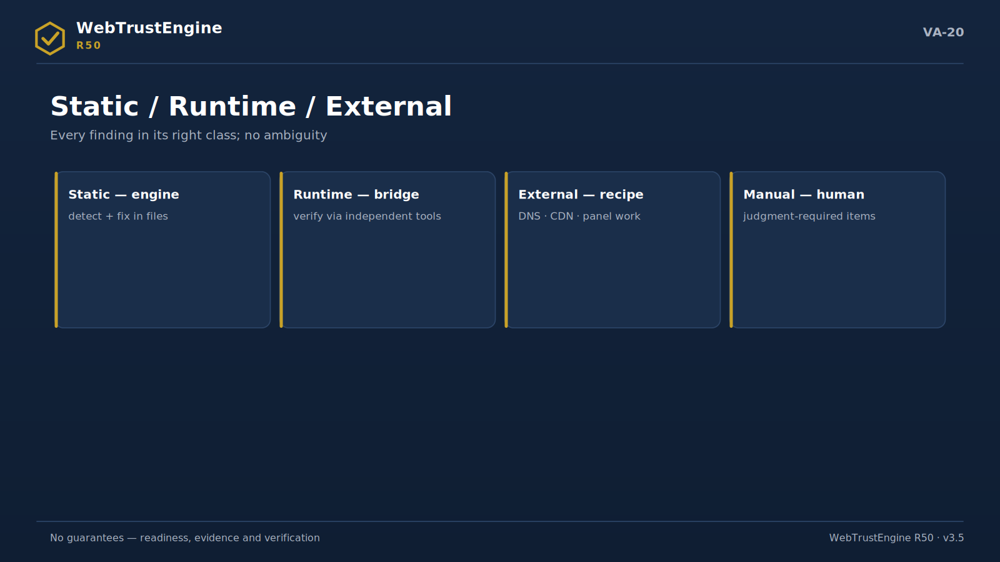 WebTrustEngine
R50
VA-20
Static / Runtime / External
Every finding in its right class; no ambiguity
Static — engine
detect + fix in files
Runtime — bridge
verify via independent tools
External — recipe
DNS · CDN · panel work
Manual — human
judgment-required items
No guarantees — readiness, evidence and verification
WebTrustEngine R50 · v3.5